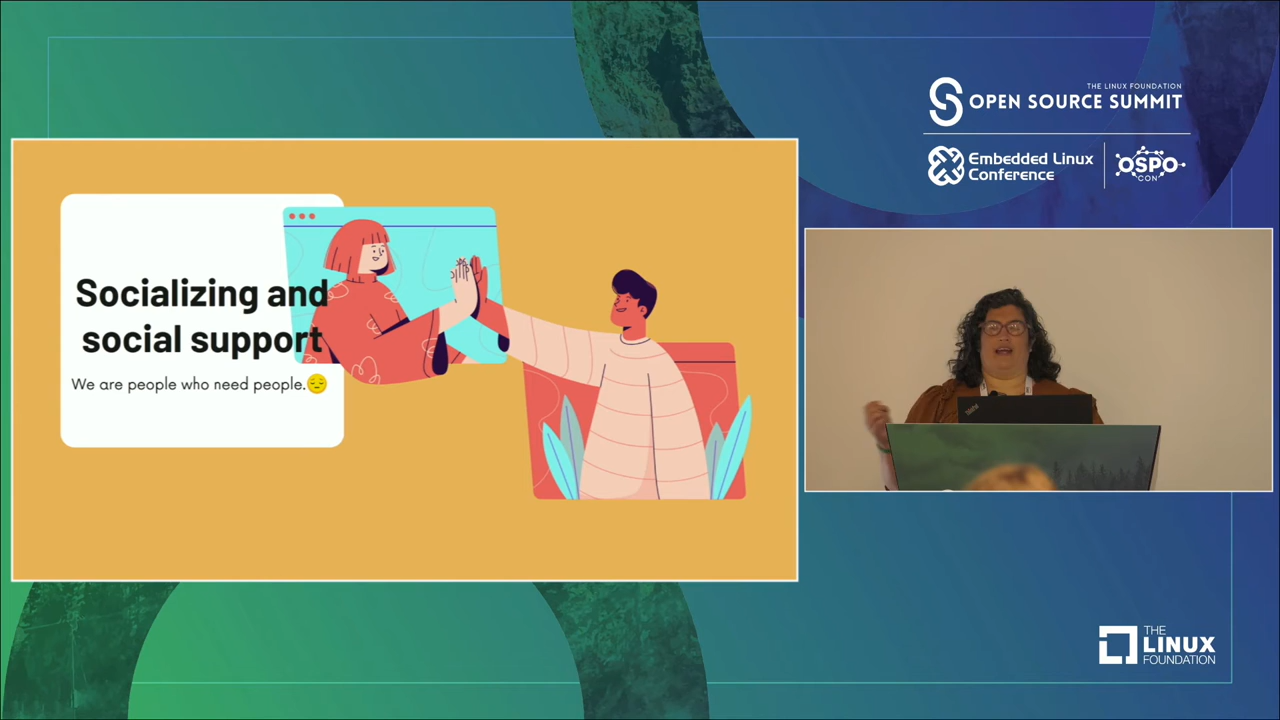 THE LINUX FOUNDATION
OPEN SOURCE SUMMIT
Embedded Linux
Conference
OSPO
CON
Socializing and
social support
We are people who need people.😔
ThinkPad
THE
LINUX
FOUNDATION